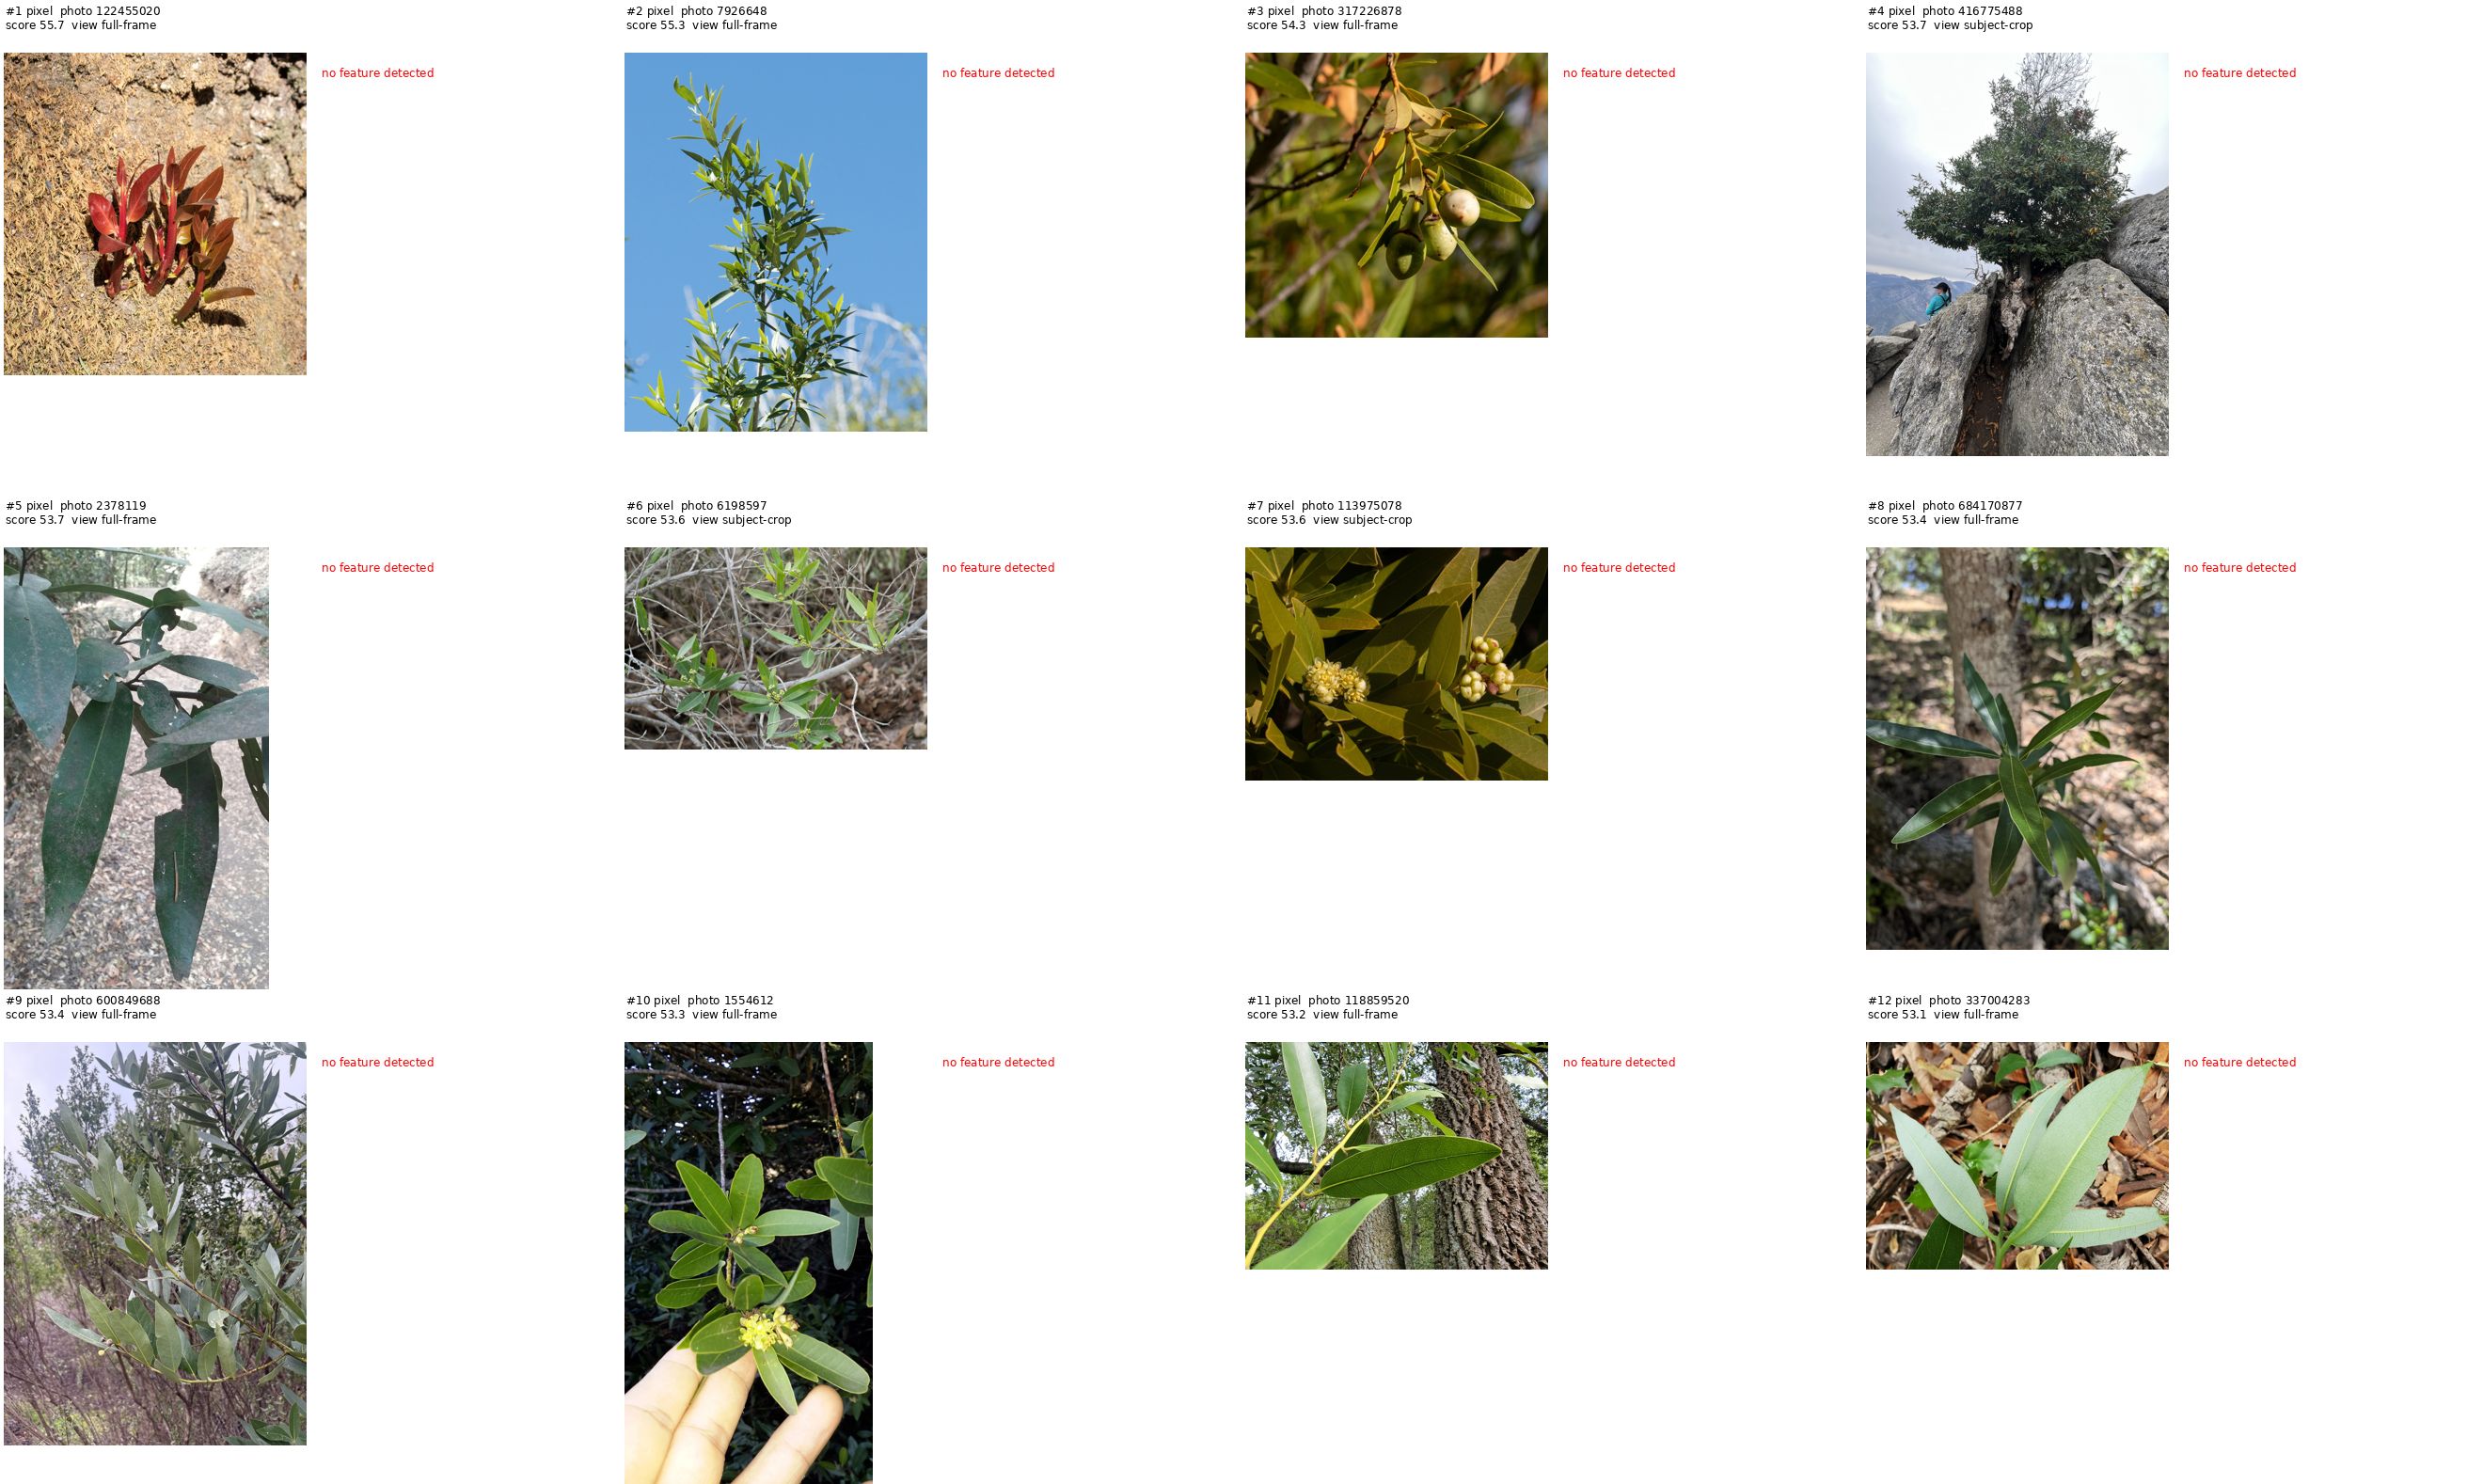 #1 pixel  photo 122455020
score 55.7  view full-frame
no feature detected
#2 pixel  photo 7926648
score 55.3  view full-frame
no feature detected
#3 pixel  photo 317226878
score 54.3  view full-frame
no feature detected
#4 pixel  photo 416775488
score 53.7  view subject-crop
no feature detected
#5 pixel  photo 2378119
score 53.7  view full-frame
no feature detected
#6 pixel  photo 6198597
score 53.6  view subject-crop
no feature detected
#7 pixel  photo 113975078
score 53.6  view subject-crop
no feature detected
#8 pixel  photo 684170877
score 53.4  view full-frame
no feature detected
#9 pixel  photo 600849688
score 53.4  view full-frame
no feature detected
#10 pixel  photo 1554612
score 53.3  view full-frame
no feature detected
#11 pixel  photo 118859520
score 53.2  view full-frame
no feature detected
#12 pixel  photo 337004283
score 53.1  view full-frame
no feature detected